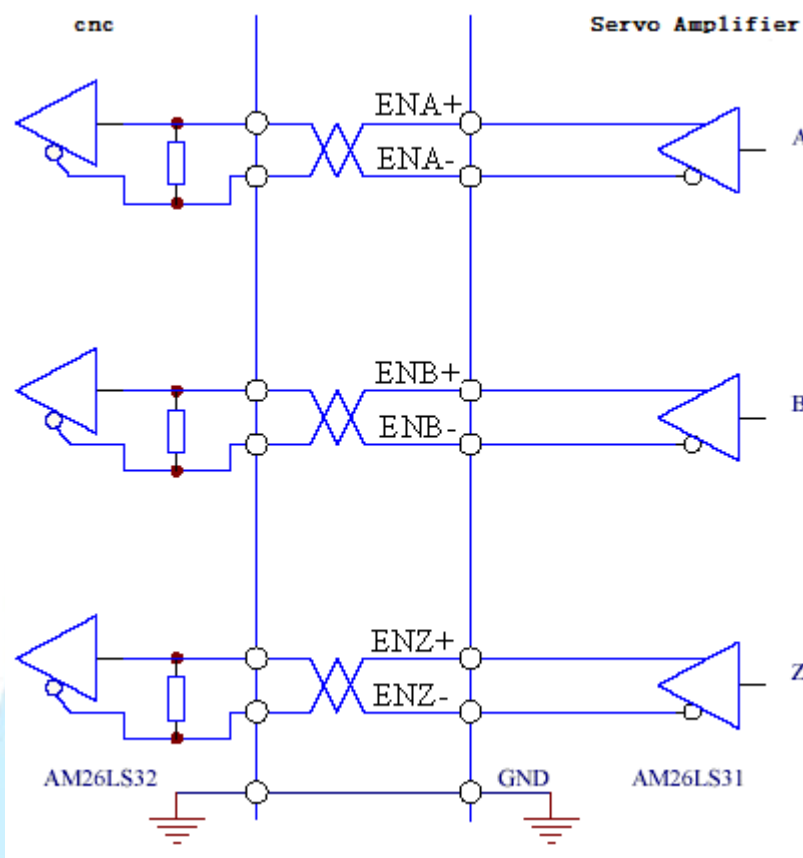 cnc
Servo Amplifier
ENA+
A
ENA-
ENB+
B
ENB-
ENZ+
Z
ENZ-
AM26LS32
GND
AM26LS31